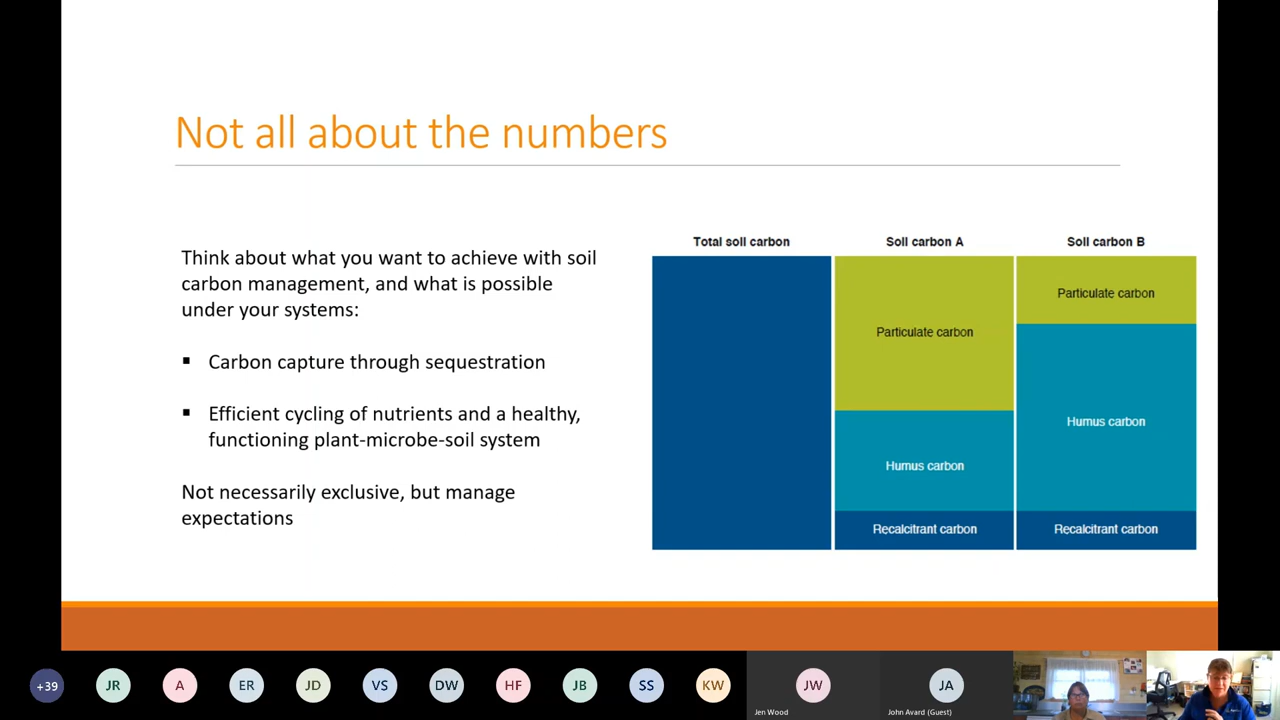 Not all about the numbers
Think about what you want to achieve with soil
carbon management, and what is possible
under your systems:
▪ Carbon capture through sequestration
▪ Efficient cycling of nutrients and a healthy,
functioning plant-microbe-soil system
Not necessarily exclusive, but manage
expectations
Total soil carbon
Soil carbon A
Soil carbon B
Particulate carbon
Humus carbon
Recalcitrant carbon
Particulate carbon
Humus carbon
Recalcitrant carbon
+39
JR
A
ER
JD
VS
DW
HF
JB
SS
KW
JW
Jen Wood
JA
John Avard (Guest)